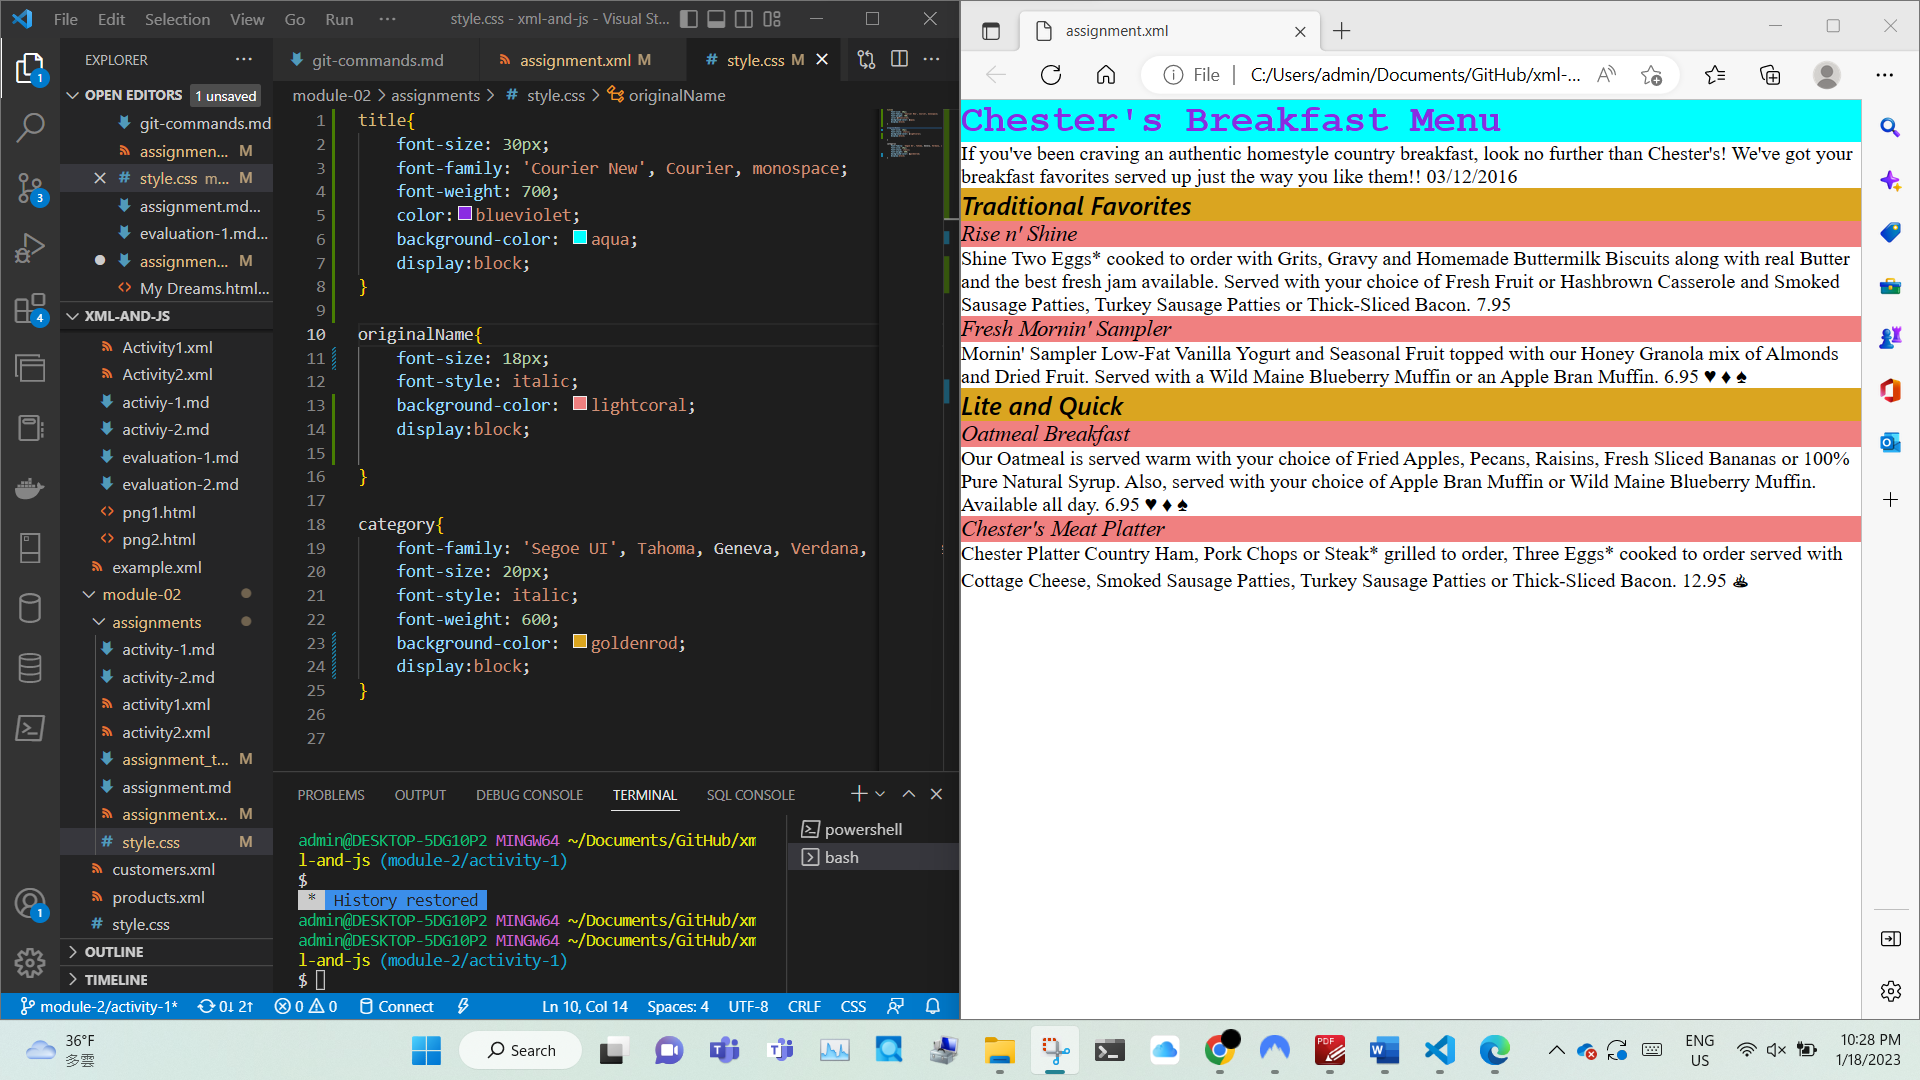 File Edit Selection View Go Run ··· style.css - xml-and-js - Visual St...
EXPLORER
OPEN EDITORS 1 unsaved
git-commands.md
assignmen... M
style.css m... M
assignment.md...
evaluation-1.md...
assignmen... M
My Dreams.html...
XML-AND-JS
Activity1.xml
Activity2.xml
activiy-1.md
activiy-2.md
evaluation-1.md
evaluation-2.md
png1.html
png2.html
example.xml
module-02
assignments
activity-1.md
activity-2.md
activity1.xml
activity2.xml
assignment_t... M
assignment.md
assignment.x... M
style.css M
customers.xml
products.xml
style.css
OUTLINE
TIMELINE
1
3
4
1
git-commands.md assignment.xml M style.css M
module-02 > assignments > # style.css > originalName
1 title{
2 font-size: 30px;
3 font-family: 'Courier New', Courier, monospace;
4 font-weight: 700;
5 color: blueviolet;
6 background-color: aqua;
7 display:block;
8 }
9
10 originalName{
11 font-size: 18px;
12 font-style: italic;
13 background-color: lightcoral;
14 display:block;
15
16 }
17
18 category{
19 font-family: 'Segoe UI', Tahoma, Geneva, Verdana,
20 font-size: 20px;
21 font-style: italic;
22 font-weight: 600;
23 background-color: goldenrod;
24 display:block;
25 }
26
27
PROBLEMS OUTPUT DEBUG CONSOLE TERMINAL SQL CONSOLE
powershell
bash
admin@DESKTOP-5DG10P2 MINGW64 ~/Documents/GitHub/xm
l-and-js (module-2/activity-1)
$
* History restored
admin@DESKTOP-5DG10P2 MINGW64 ~/Documents/GitHub/xm
admin@DESKTOP-5DG10P2 MINGW64 ~/Documents/GitHub/xm
l-and-js (module-2/activity-1)
$
module-2/activity-1* 0↓ 2↑ 0 0 Connect Ln 10, Col 14 Spaces: 4 UTF-8 CRLF CSS
assignment.xml
File | C:/Users/admin/Documents/GitHub/xml-...
Chester's Breakfast Menu
If you've been craving an authentic homestyle country breakfast, look no further than Chester's! We've got your
breakfast favorites served up just the way you like them!! 03/12/2016
Traditional Favorites
Rise n' Shine
Shine Two Eggs* cooked to order with Grits, Gravy and Homemade Buttermilk Biscuits along with real Butter
and the best fresh jam available. Served with your choice of Fresh Fruit or Hashbrown Casserole and Smoked
Sausage Patties, Turkey Sausage Patties or Thick-Sliced Bacon. 7.95
Fresh Mornin' Sampler
Mornin' Sampler Low-Fat Vanilla Yogurt and Seasonal Fruit topped with our Honey Granola mix of Almonds
and Dried Fruit. Served with a Wild Maine Blueberry Muffin or an Apple Bran Muffin. 6.95 ♥ ♦ ♠
Lite and Quick
Oatmeal Breakfast
Our Oatmeal is served warm with your choice of Fried Apples, Pecans, Raisins, Fresh Sliced Bananas or 100%
Pure Natural Syrup. Also, served with your choice of Apple Bran Muffin or Wild Maine Blueberry Muffin.
Available all day. 6.95 ♥ ♦ ♠
Chester's Meat Platter
Chester Platter Country Ham, Pork Chops or Steak* grilled to order, Three Eggs* cooked to order served with
Cottage Cheese, Smoked Sausage Patties, Turkey Sausage Patties or Thick-Sliced Bacon. 12.95 ♨
36°F
多雲
Search
PDF
ENG
US
10:28 PM
1/18/2023